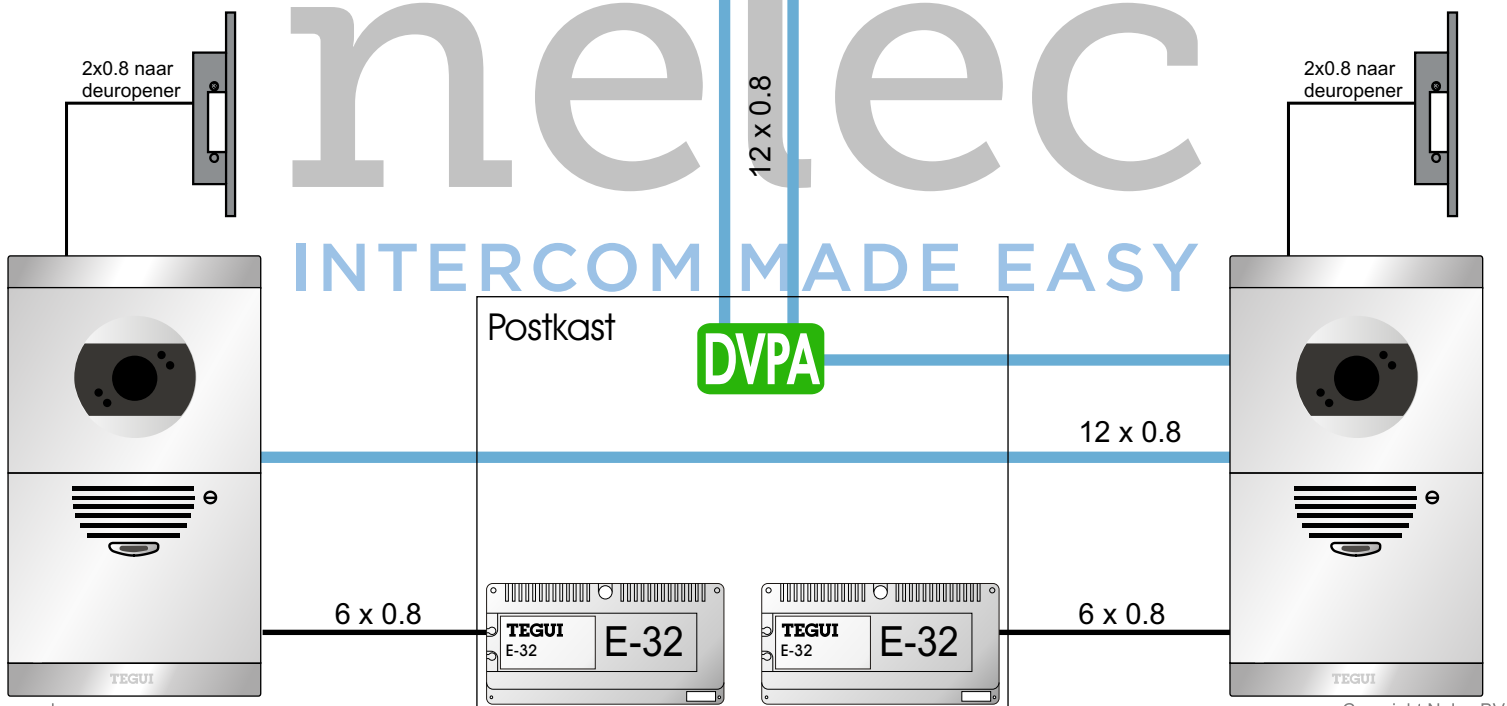 nelec
INTERCOM MADE EASY
2x0.8 naar
deuropener
12 x 0.8
2x0.8 naar
deuropener
Postkast
DVPA
12 x 0.8
6 x 0.8
TEGUI
E-32
E-32
TEGUI
E-32
E-32
6 x 0.8
TEGUI
TEGUI